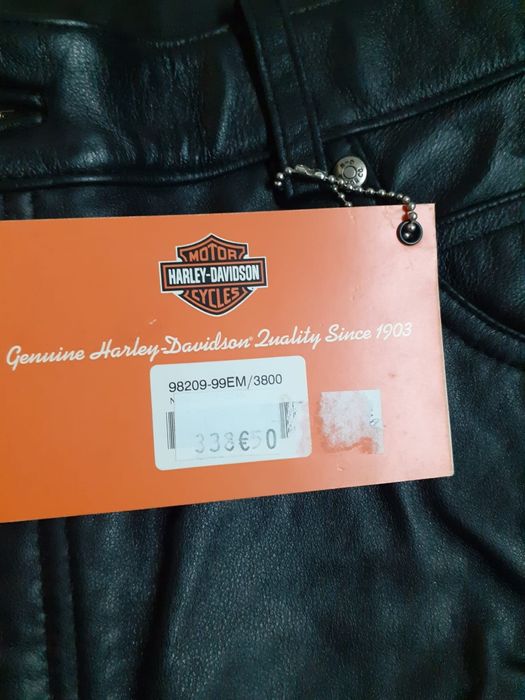 MOTOR
HARLEY-DAVIDSON
CYCLES
Genuine Harley-Davidson® Quality Since 1903
98209-99EM/3800
N
338€50